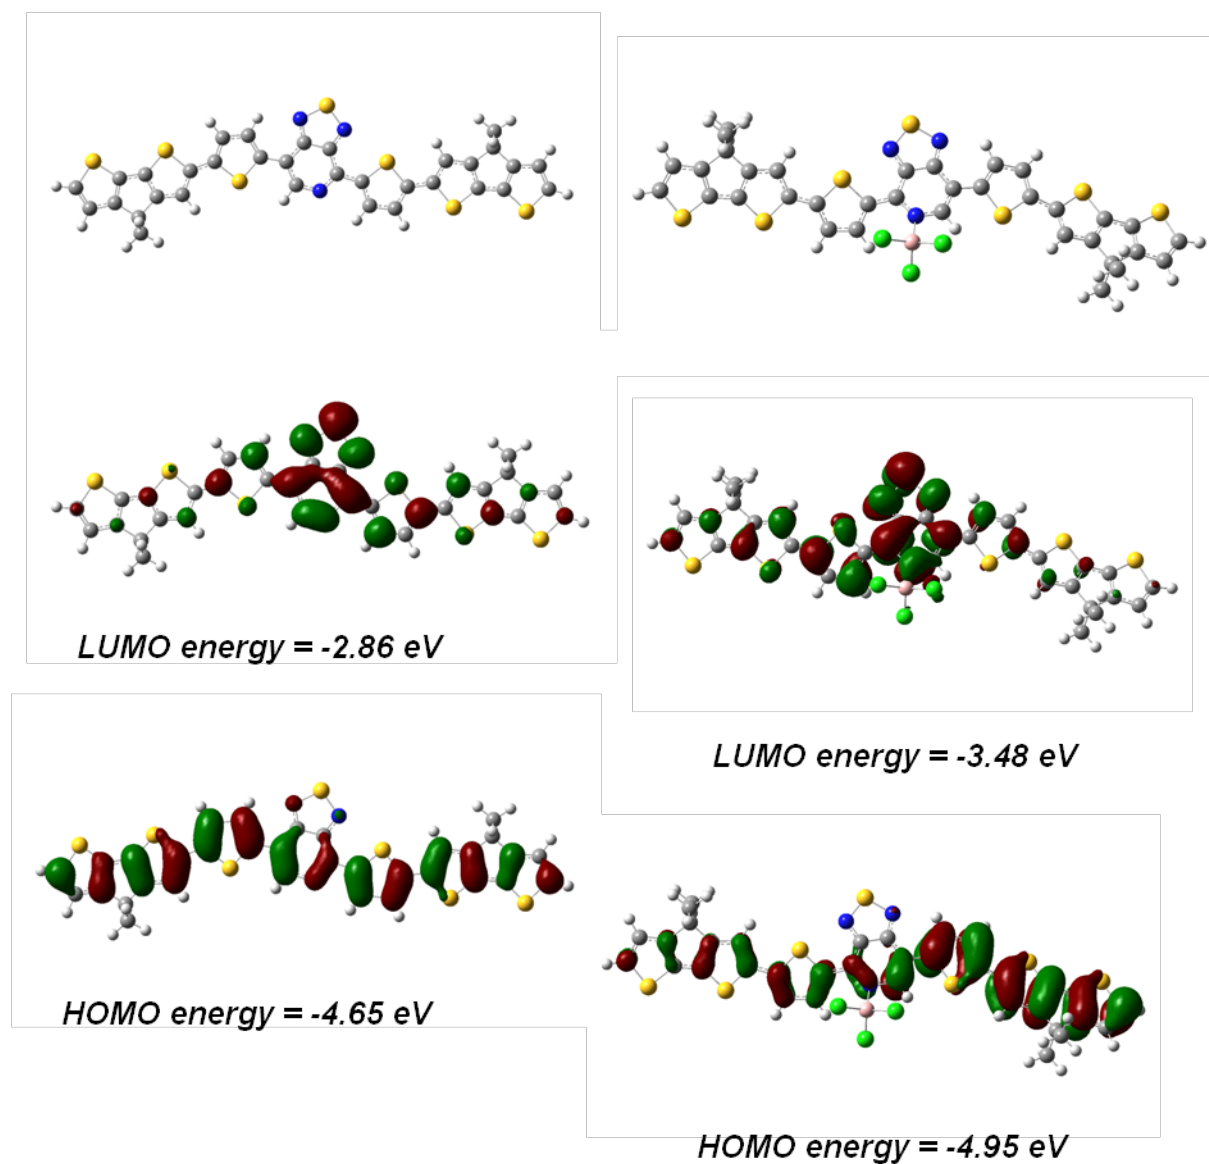 LUMO energy = -2.86 eV
LUMO energy = -3.48 eV
HOMO energy = -4.65 eV
HOMO energy = -4.95 eV